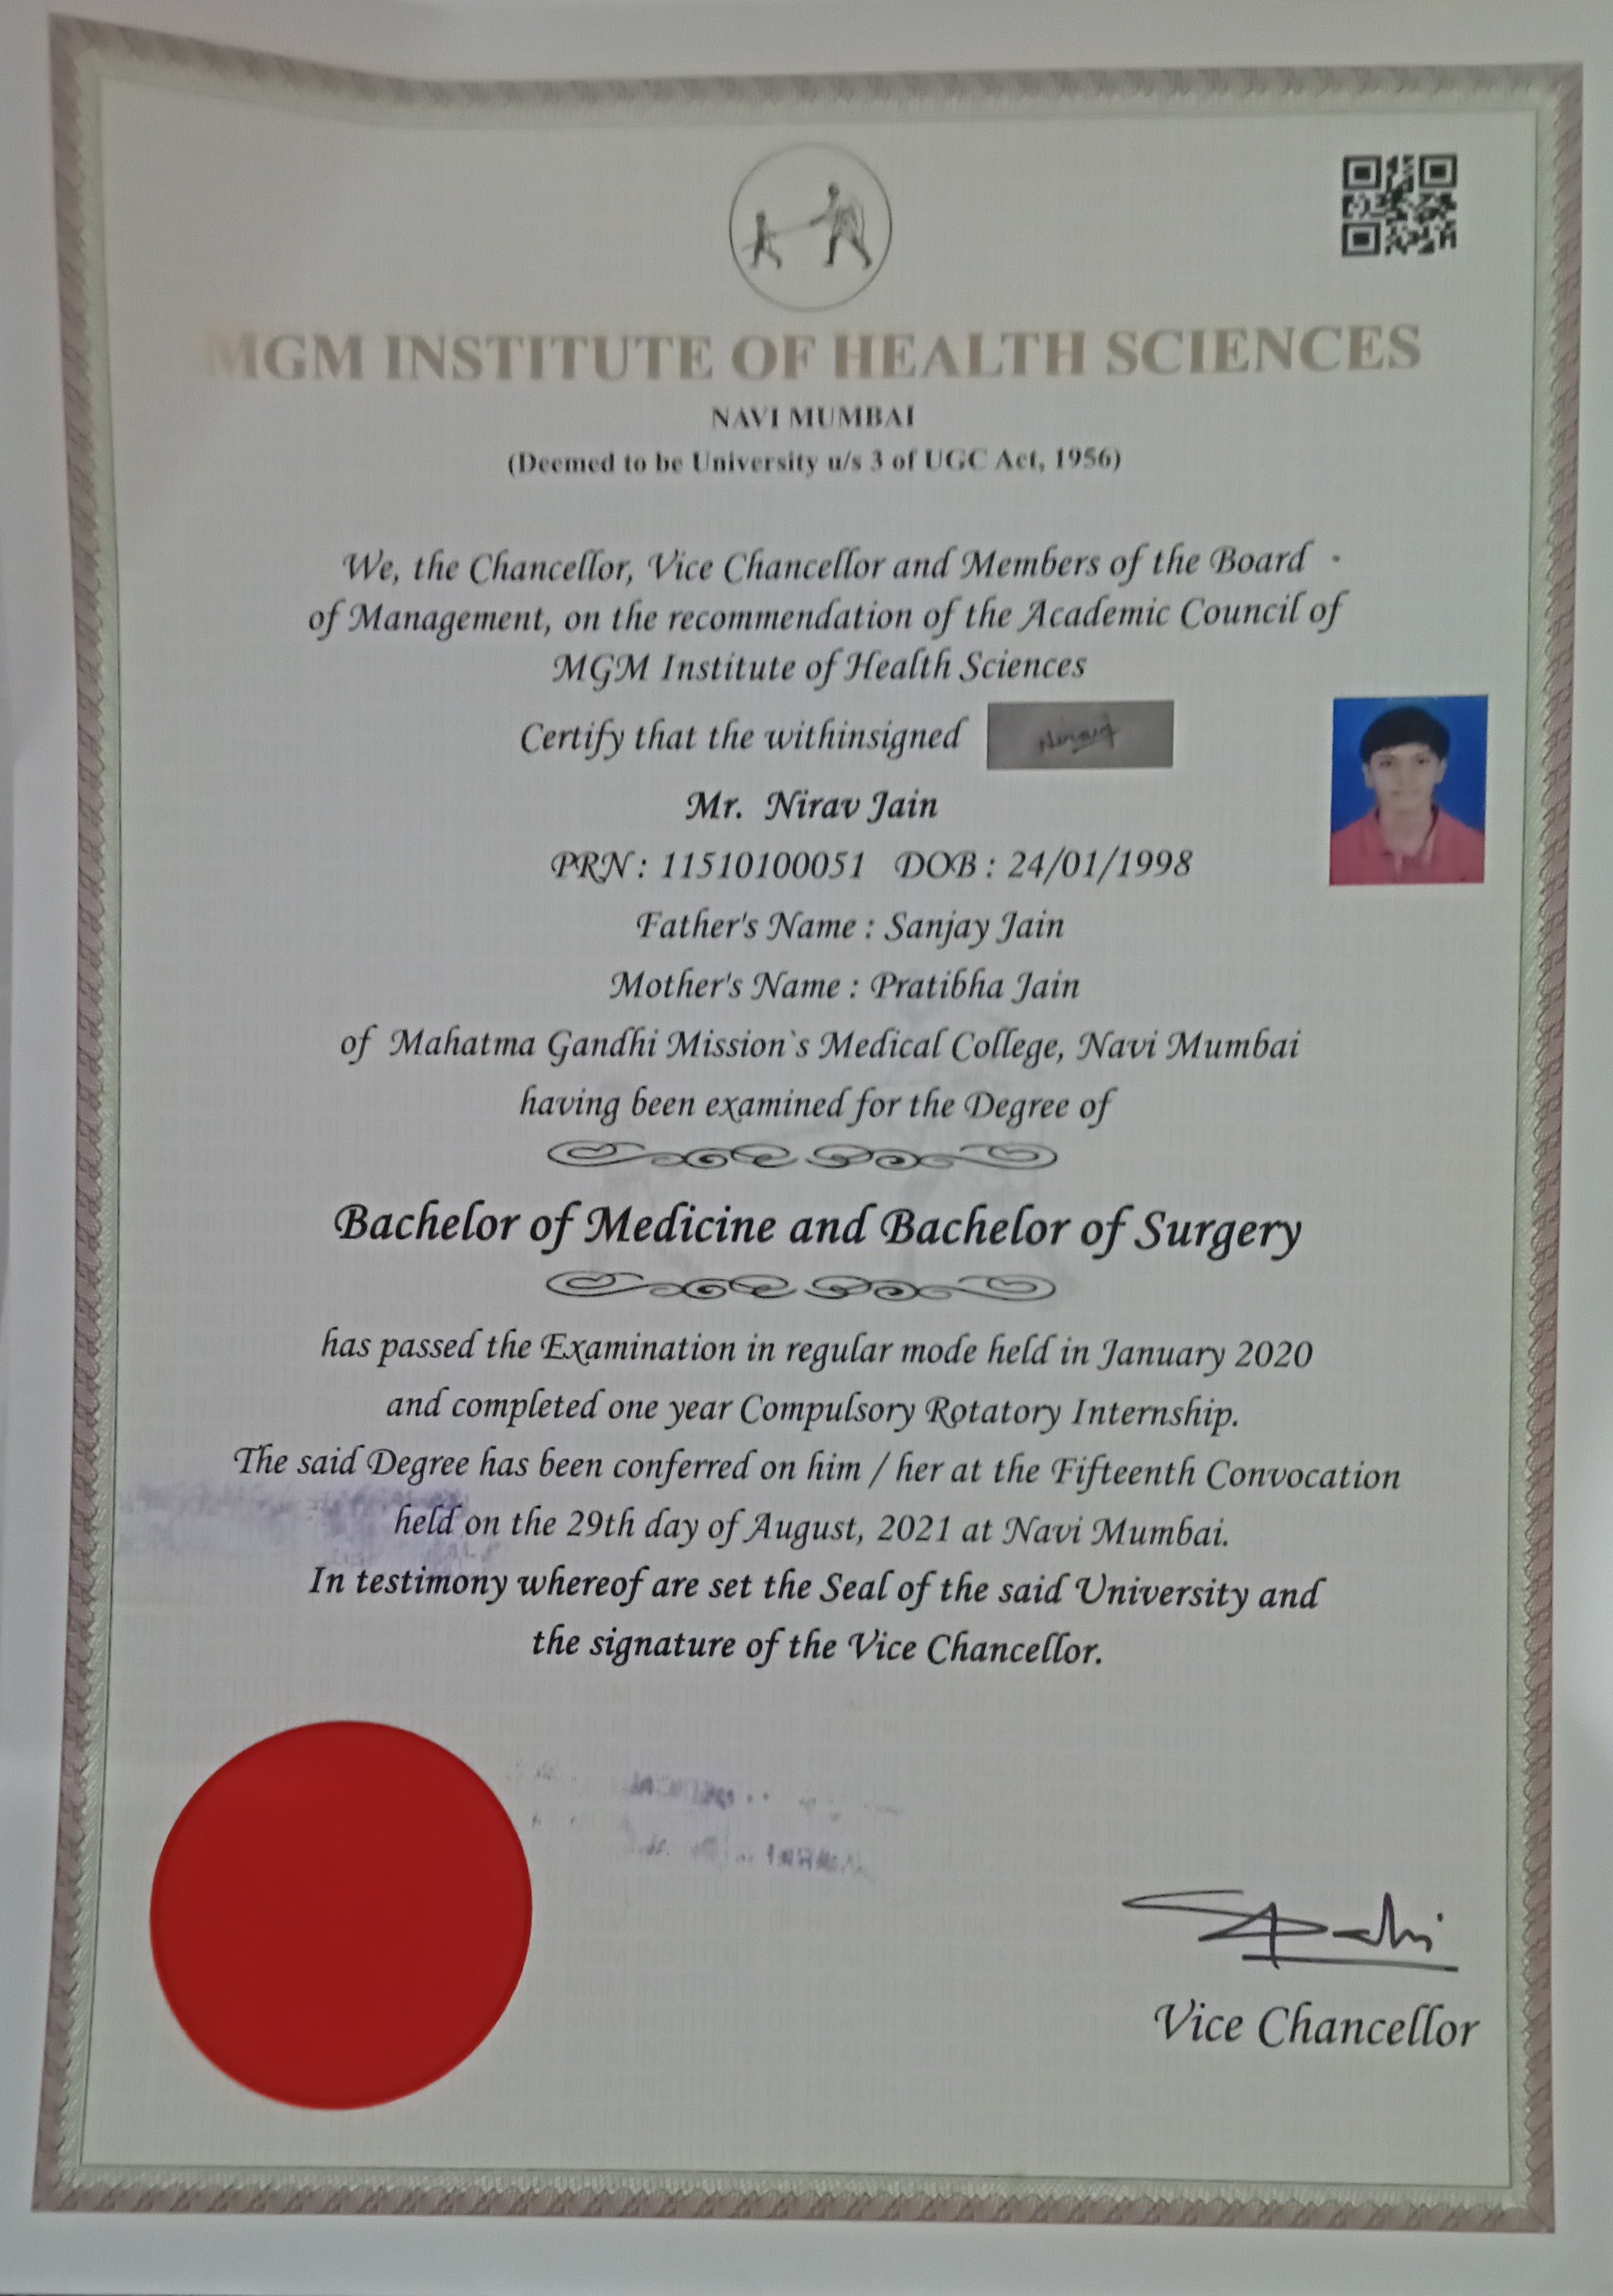 MGM INSTITUTE OF HEALTH SCIENCES
NAVI MUMBAI
(Deemed to be University u/s 3 of UGC Act, 1956)
We, the Chancellor, Vice Chancellor and Members of the Board
of Management, on the recommendation of the Academic Council of
MGM Institute of Health Sciences
Certify that the withinsigned
Mr. Nirav Jain
PRN : 11510100051 DOB : 24/01/1998
Father's Name : Sanjay Jain
Mother's Name : Pratibha Jain
of Mahatma Gandhi Mission`s Medical College, Navi Mumbai
having been examined for the Degree of
Bachelor of Medicine and Bachelor of Surgery
has passed the Examination in regular mode held in January 2020
and completed one year Compulsory Rotatory Internship.
The said Degree has been conferred on him / her at the Fifteenth Convocation
held on the 29th day of August, 2021 at Navi Mumbai.
In testimony whereof are set the Seal of the said University and
the signature of the Vice Chancellor.
Vice Chancellor